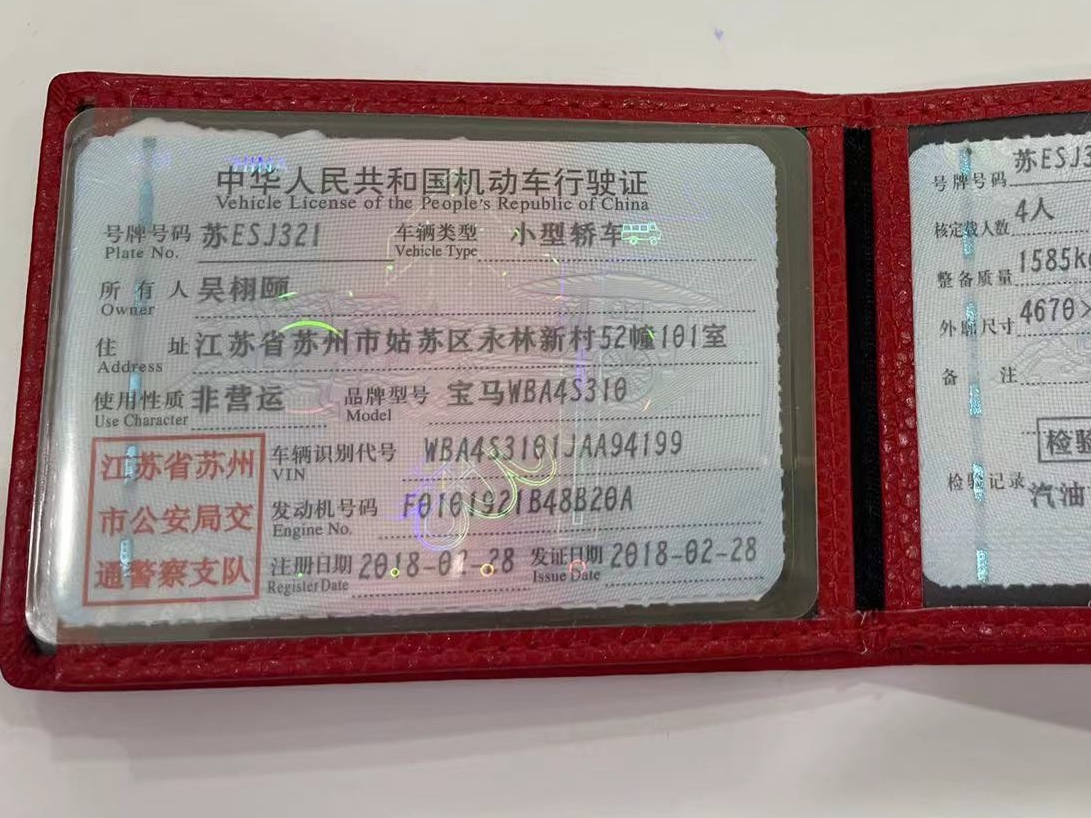 中华人民共和国机动车行驶证
Vehicle License of the People's Republic of China
号牌号码 苏ESJ321 车辆类型 小型轿车
Plate No. Vehicle Type
所有人 吴栩颐
Owner
住址 江苏省苏州市姑苏区永林新村52幢101室
Address
使用性质 非营运 品牌型号 宝马WBA4S310
Use Character Model
江苏省苏州
市公安局交
通警察支队
车辆识别代号 WBA4S3101JAA94199
VIN
发动机号码 F0101921B48B20A
Engine No.
注册日期 2018-02-28 发证日期 2018-02-28
Register Date Issue Date
号牌号码 苏ESJ3
核定载人数 4人
整备质量 1585kg
外廓尺寸 4670×
备注
检验
检验记录 汽油